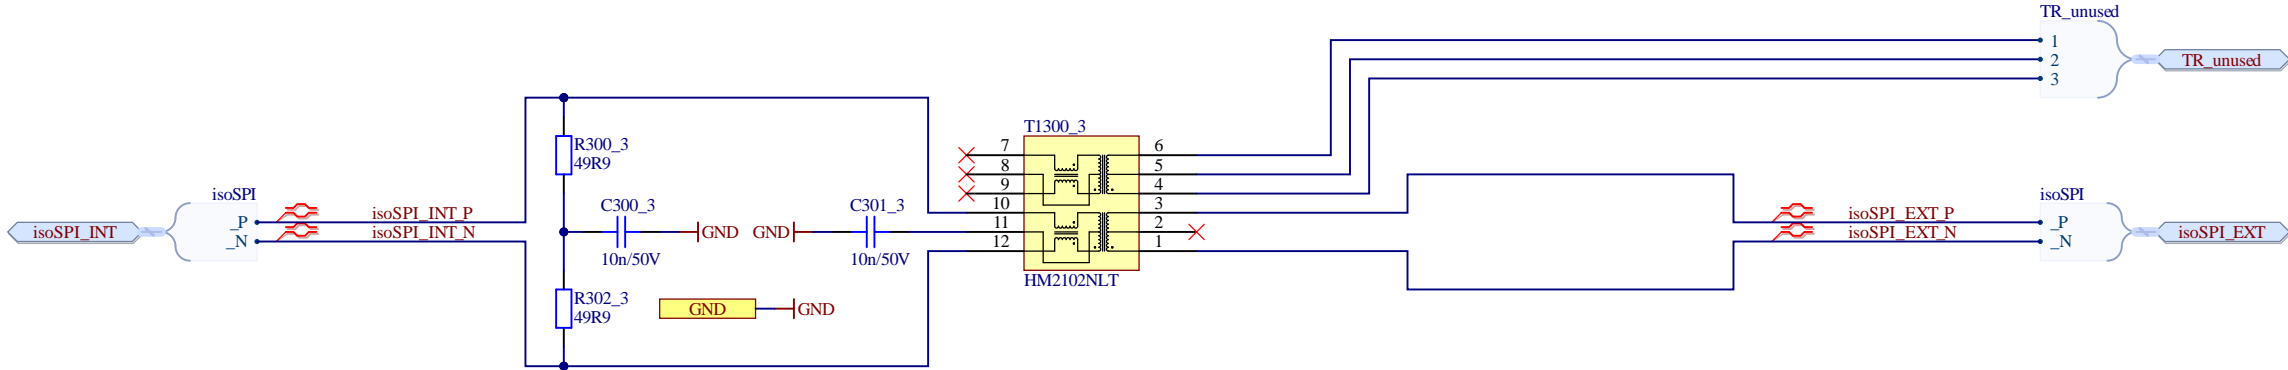 TR_unused
1
2
3
TR_unused
T1300_3
7
8
9
10
11
12
6
5
4
3
2
1
HM2102NLT
R300_3
49R9
isoSPI
_P
_N
isoSPI_INT
isoSPI_INT_P
isoSPI_INT_N
C300_3
10n/50V
GND
GND
C301_3
10n/50V
R302_3
49R9
GND
GND
isoSPI_EXT_P
isoSPI_EXT_N
isoSPI
_P
_N
isoSPI_EXT